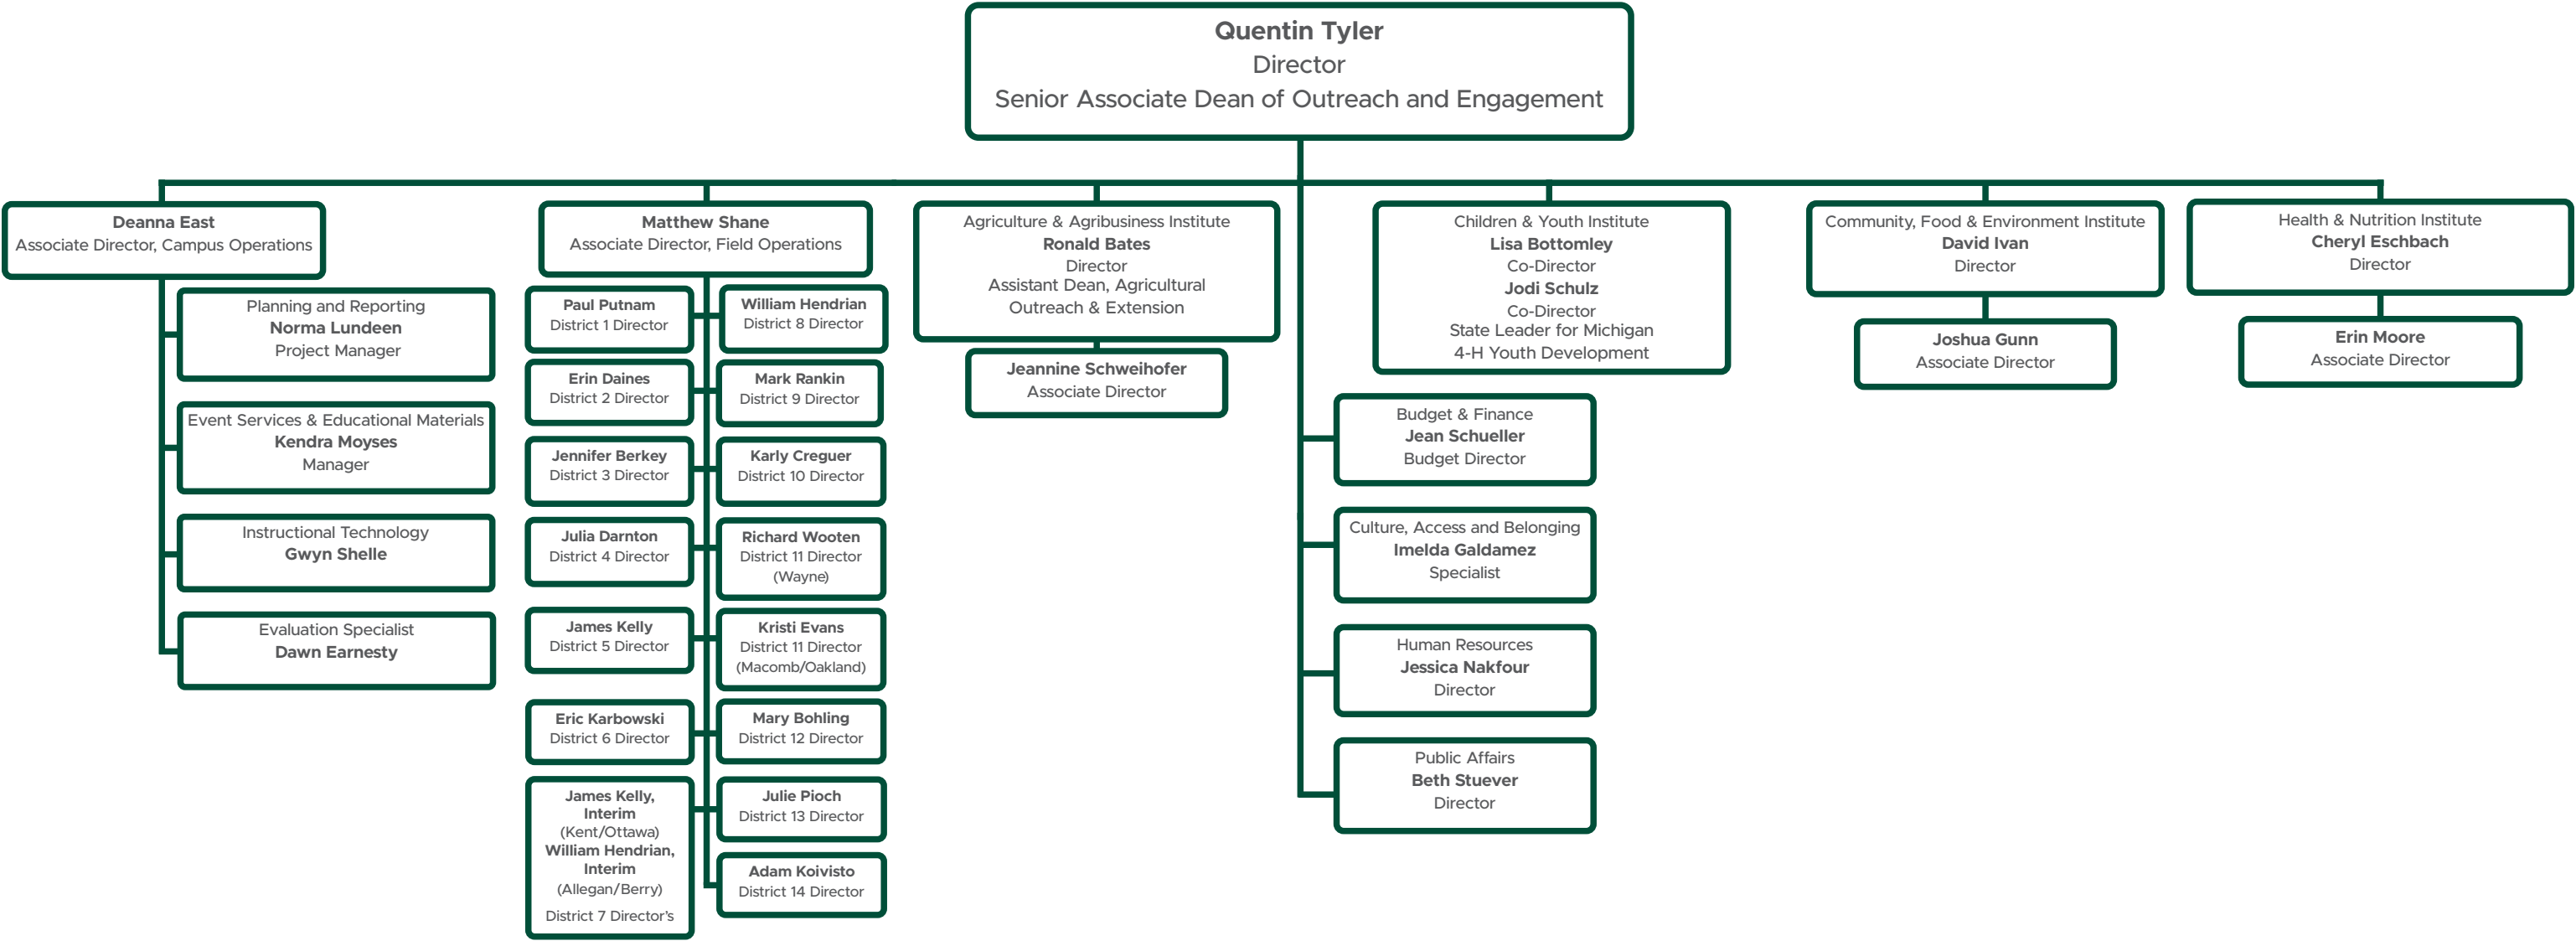 Quentin Tyler
Director
Senior Associate Dean of Outreach and Engagement
Deanna East
Associate Director, Campus Operations
Planning and Reporting
Norma Lundeen
Project Manager
Event Services & Educational Materials
Kendra Moyses
Manager
Instructional Technology
Gwyn Shelle
Evaluation Specialist
Dawn Earnesty
Matthew Shane
Associate Director, Field Operations
Paul Putnam
District 1 Director
Erin Daines
District 2 Director
Jennifer Berkey
District 3 Director
Julia Darnton
District 4 Director
James Kelly
District 5 Director
Eric Karbowski
District 6 Director
James Kelly,
Interim
(Kent/Ottawa)
William Hendrian,
Interim
(Allegan/Berry)
District 7 Director’s
William Hendrian
District 8 Director
Mark Rankin
District 9 Director
Karly Creguer
District 10 Director
Richard Wooten
District 11 Director
(Wayne)
Kristi Evans
District 11 Director
(Macomb/Oakland)
Mary Bohling
District 12 Director
Julie Pioch
District 13 Director
Adam Koivisto
District 14 Director
Agriculture & Agribusiness Institute
Ronald Bates
Director
Assistant Dean, Agricultural
Outreach & Extension
Jeannine Schweihofer
Associate Director
Children & Youth Institute
Lisa Bottomley
Co-Director
Jodi Schulz
Co-Director
State Leader for Michigan
4-H Youth Development
Budget & Finance
Jean Schueller
Budget Director
Culture, Access and Belonging
Imelda Galdamez
Specialist
Human Resources
Jessica Nakfour
Director
Public Affairs
Beth Stuever
Director
Community, Food & Environment Institute
David Ivan
Director
Joshua Gunn
Associate Director
Health & Nutrition Institute
Cheryl Eschbach
Director
Erin Moore
Associate Director